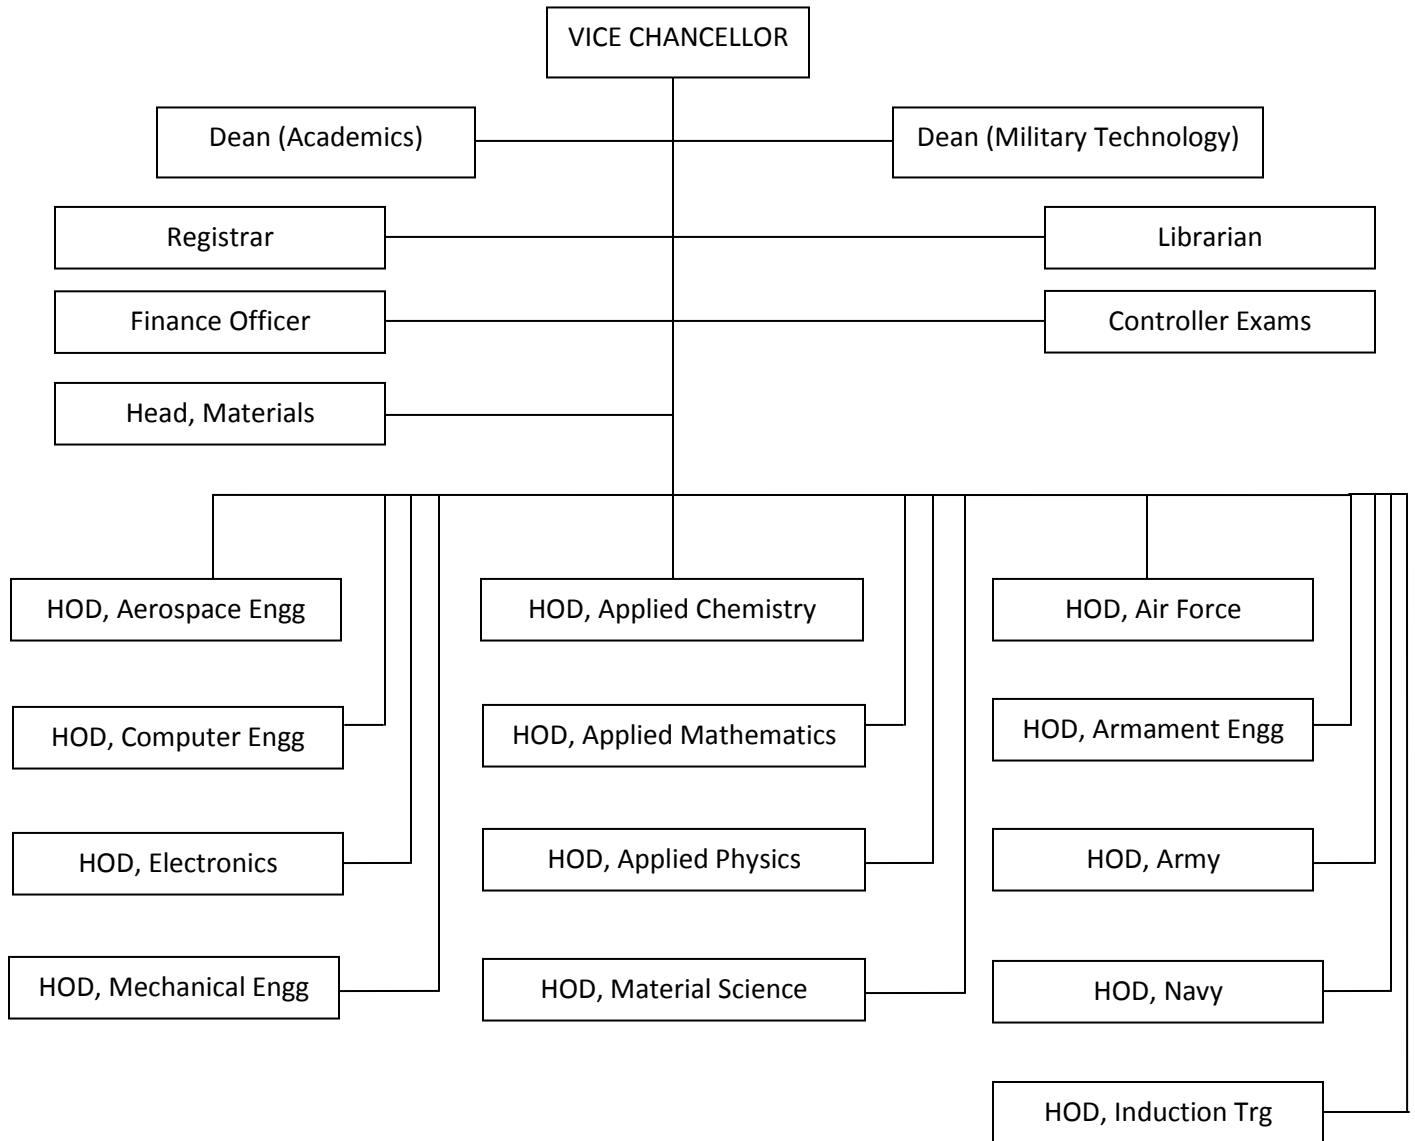 VICE CHANCELLOR
Dean (Academics)
Dean (Military Technology)
Registrar
Librarian
Finance Officer
Controller Exams
Head, Materials
HOD, Aerospace Engg
HOD, Applied Chemistry
HOD, Air Force
HOD, Computer Engg
HOD, Applied Mathematics
HOD, Armament Engg
HOD, Electronics
HOD, Applied Physics
HOD, Army
HOD, Mechanical Engg
HOD, Material Science
HOD, Navy
HOD, Induction Trg